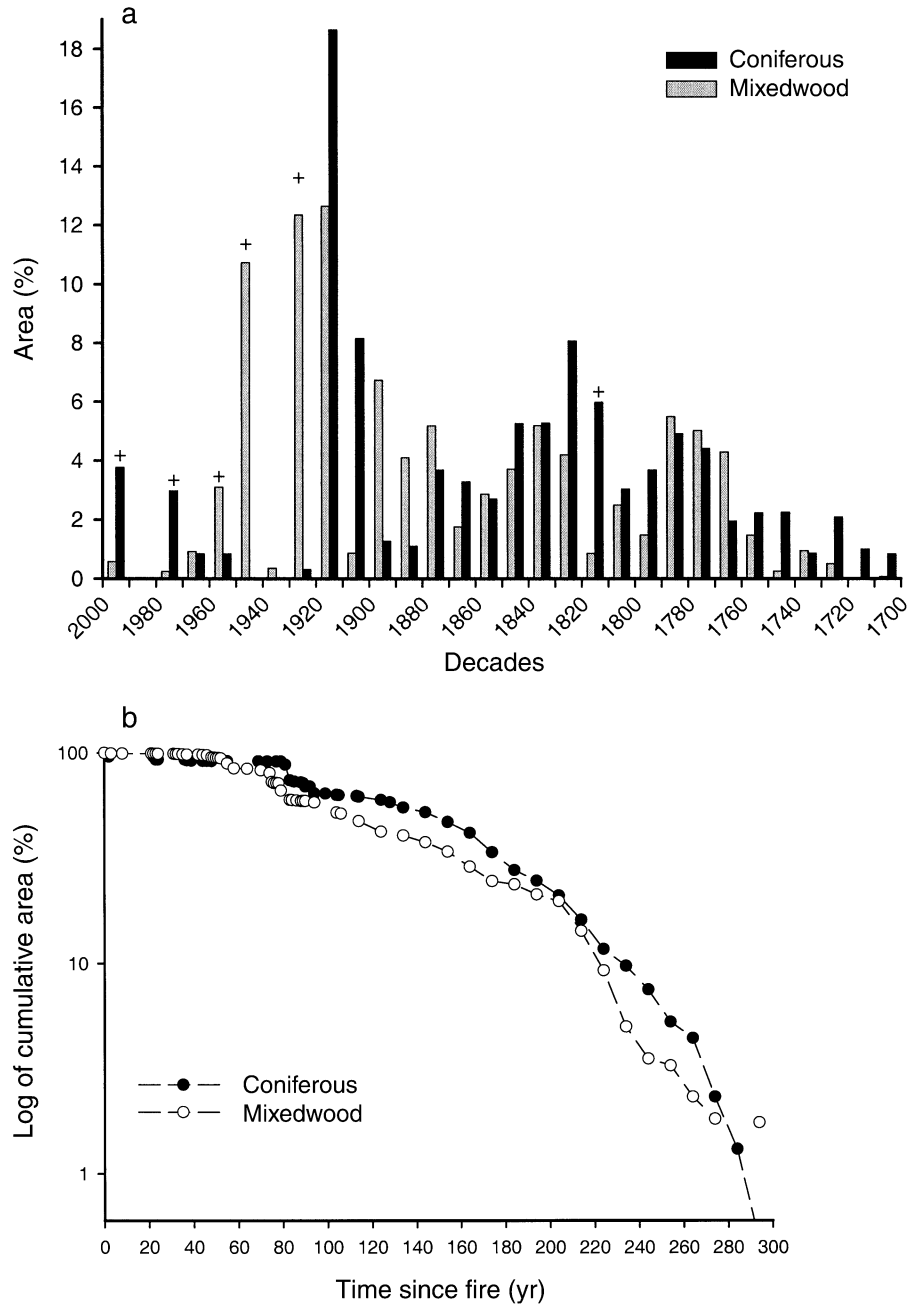 a
18
16
14
12
10
8
6
4
2
0
Area (%)
Coniferous
Mixedwood
+ + + + + +
2000 1980 1960 1940 1920 1900 1880 1860 1840 1820 1800 1780 1760 1740 1720 1700
Decades
b
100
10
1
Log of cumulative area (%)
Coniferous
Mixedwood
0 20 40 60 80 100 120 140 160 180 200 220 240 260 280 300
Time since fire (yr)